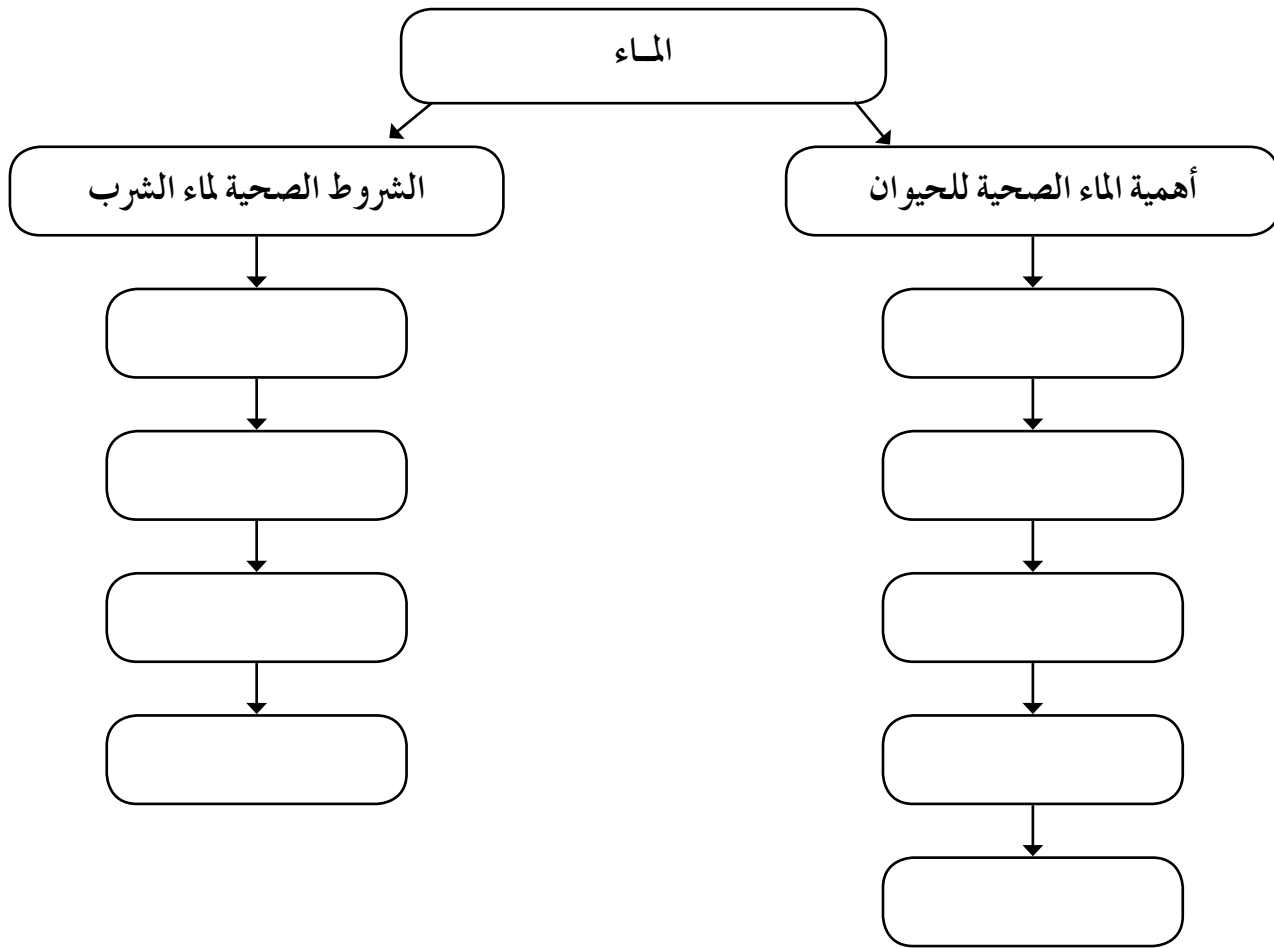 المـاء
أهمية الماء الصحية للحيوان
الشروط الصحية لماء الشرب